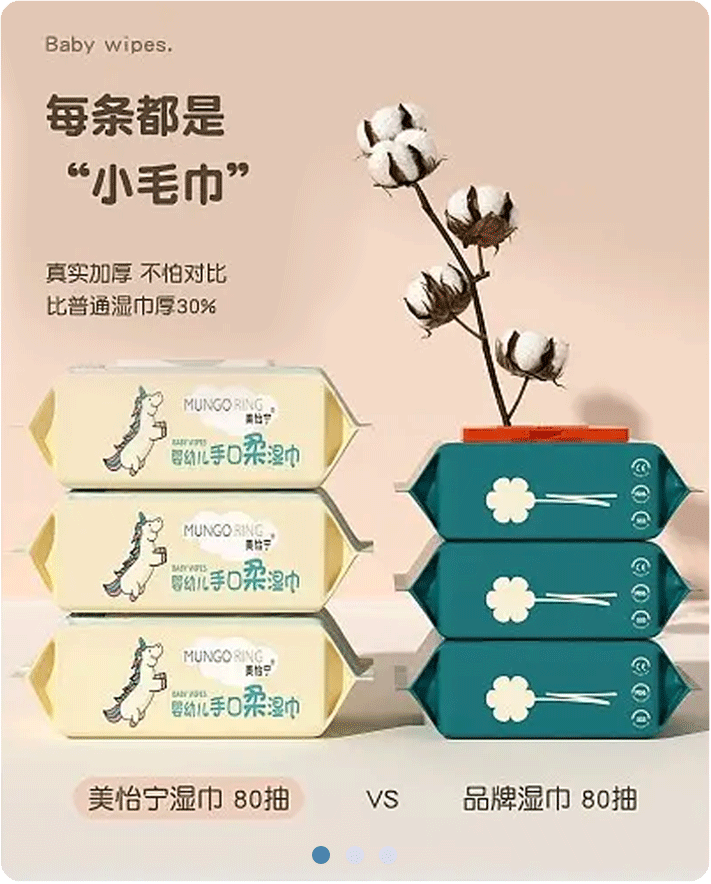 Baby wipes.
每条都是
“小毛巾”
真实加厚 不怕对比
比普通湿巾厚30%
MUNGO RING
美怡宁
BABY WIPES
婴幼儿手口柔湿巾
MUNGO RING
美怡宁
BABY WIPES
婴幼儿手口柔湿巾
MUNGO RING
美怡宁
BABY WIPES
婴幼儿手口柔湿巾
美怡宁湿巾 80抽
VS
品牌湿巾 80抽